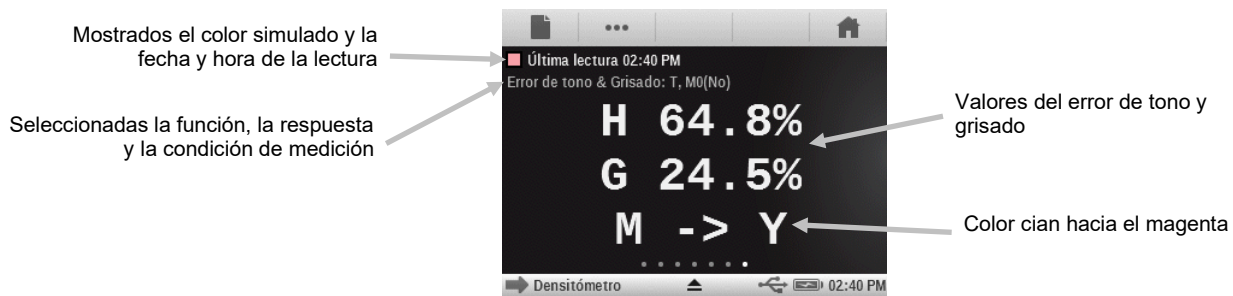 Mostrados el color simulado y la
fecha y hora de la lectura
Seleccionadas la función, la respuesta
y la condición de medición
Última lectura 02:40 PM
Error de tono & Grisado: T, M0(No)
H 64.8%
G 24.5%
M -> Y
Densitómetro
02:40 PM
Valores del error de tono y
grisado
Color cian hacia el magenta